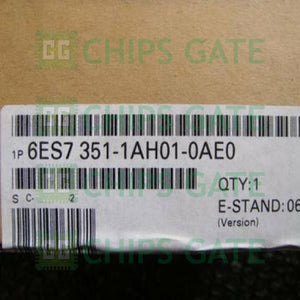 CHIPS GATE
1P 6ES7 351-1AH01-0AE0
S C-
2
QTY:1
E-STAND:06
(Version)
CHIPS GATE